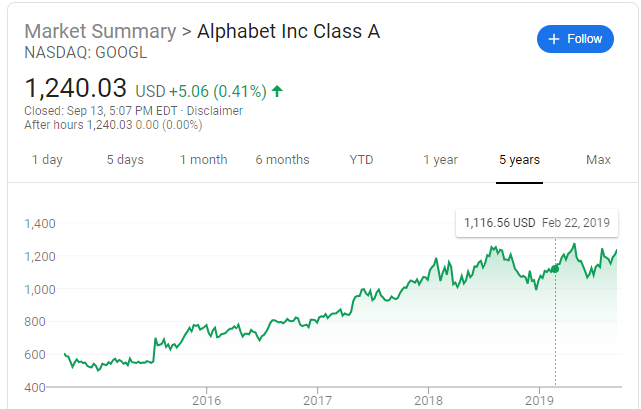 Market Summary > Alphabet Inc Class A
NASDAQ: GOOGL
+ Follow
1,240.03 USD +5.06 (0.41%) ↑
Closed: Sep 13, 5:07 PM EDT · Disclaimer
After hours 1,240.03 0.00 (0.00%)
1 day 5 days 1 month 6 months YTD 1 year 5 years Max
1,116.56 USD Feb 22, 2019
1,400
1,200
1,000
800
600
400
2016 2017 2018 2019